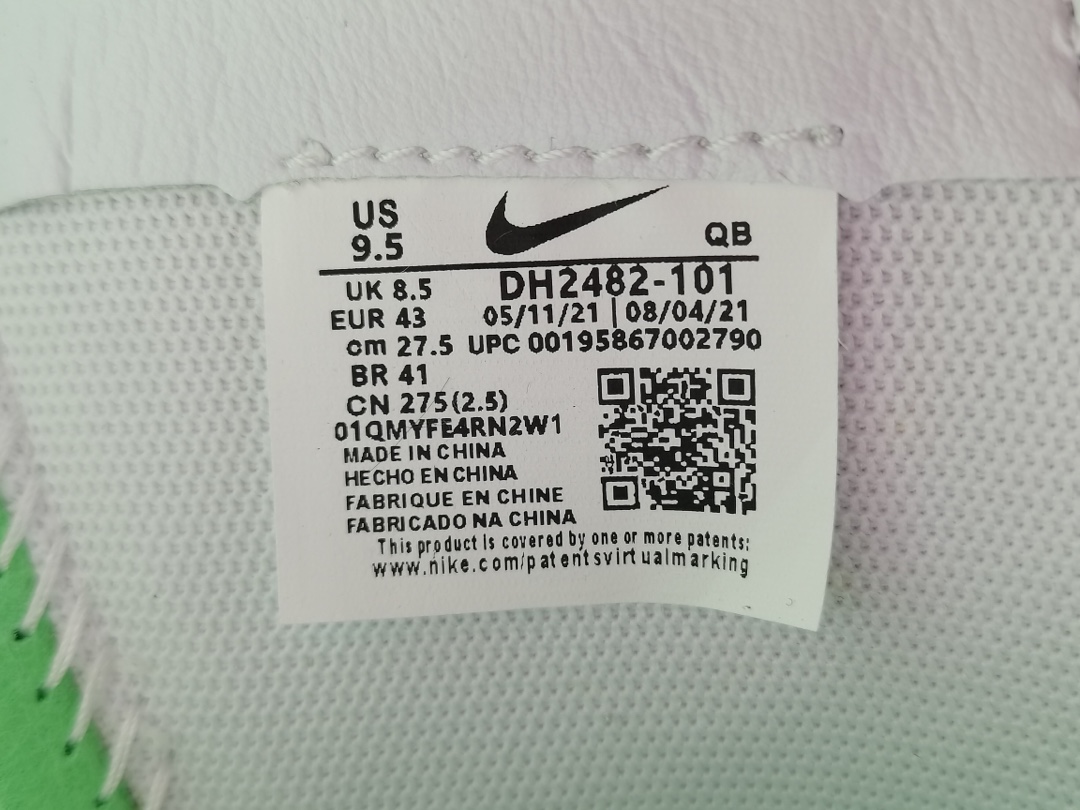 US
9.5
QB
UK 8.5
DH2482-101
EUR 43
05/11/21 | 08/04/21
cm 27.5
UPC 00195867002790
BR 41
CN 275(2.5)
01QMYFE4RN2W1
MADE IN CHINA
HECHO EN CHINA
FABRIQUE EN CHINE
FABRICADO NA CHINA
This product is covered by one or more patents:
www.nike.com/patentsvirtualmarking